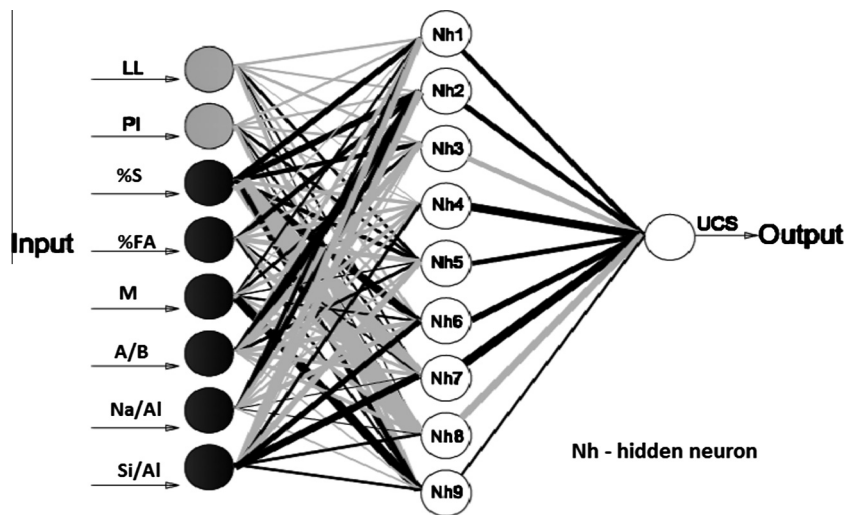 Input
LL
PI
%S
%FA
M
A/B
Na/Al
Si/Al
Nh1
Nh2
Nh3
Nh4
Nh5
Nh6
Nh7
Nh8
Nh9
UCS
Output
Nh - hidden neuron